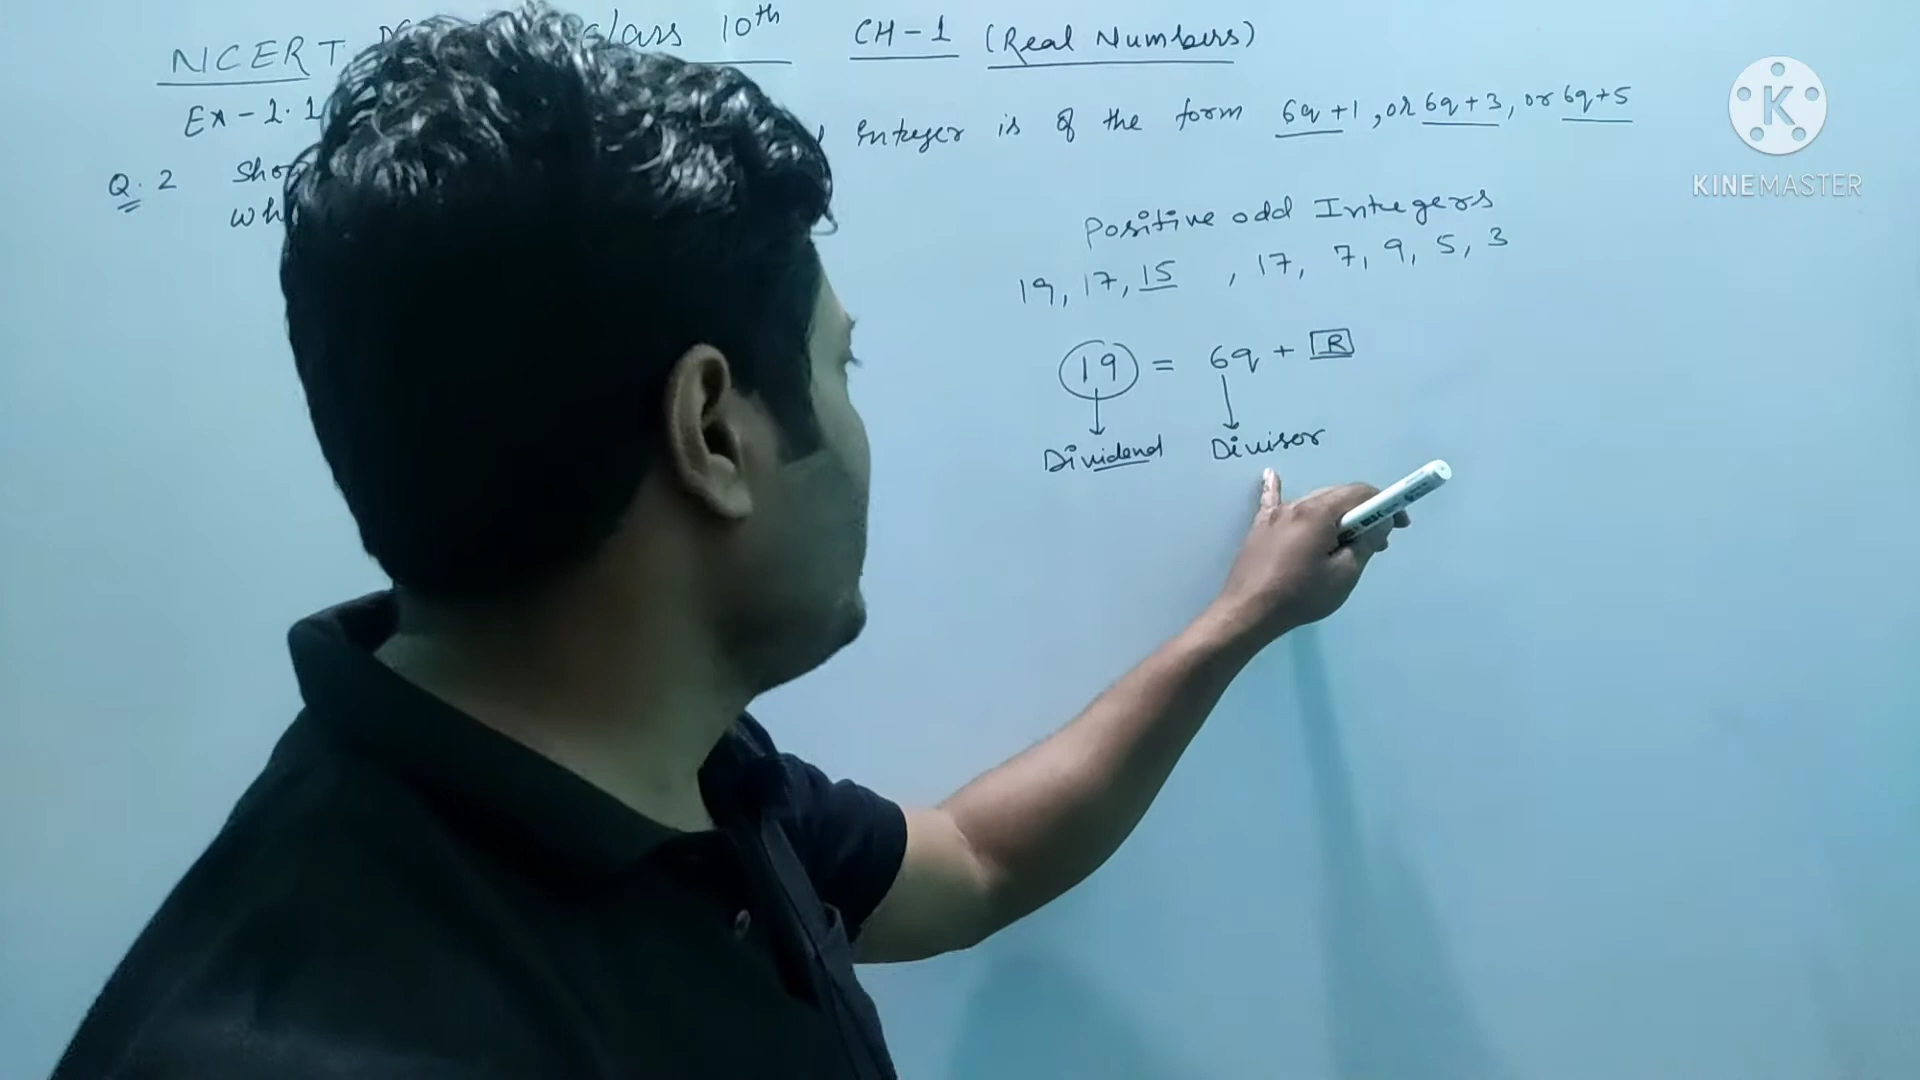 NCERT class 10th CH-1 (Real Numbers)
Ex-1.1
Integer is of the form 6q+1, or 6q+3, or 6q+5
Q.2
Positive odd Integers
19, 17, 15 , 17, 7, 9, 5, 3
19 = 6q + R
Dividend Divisor
KINEMASTER